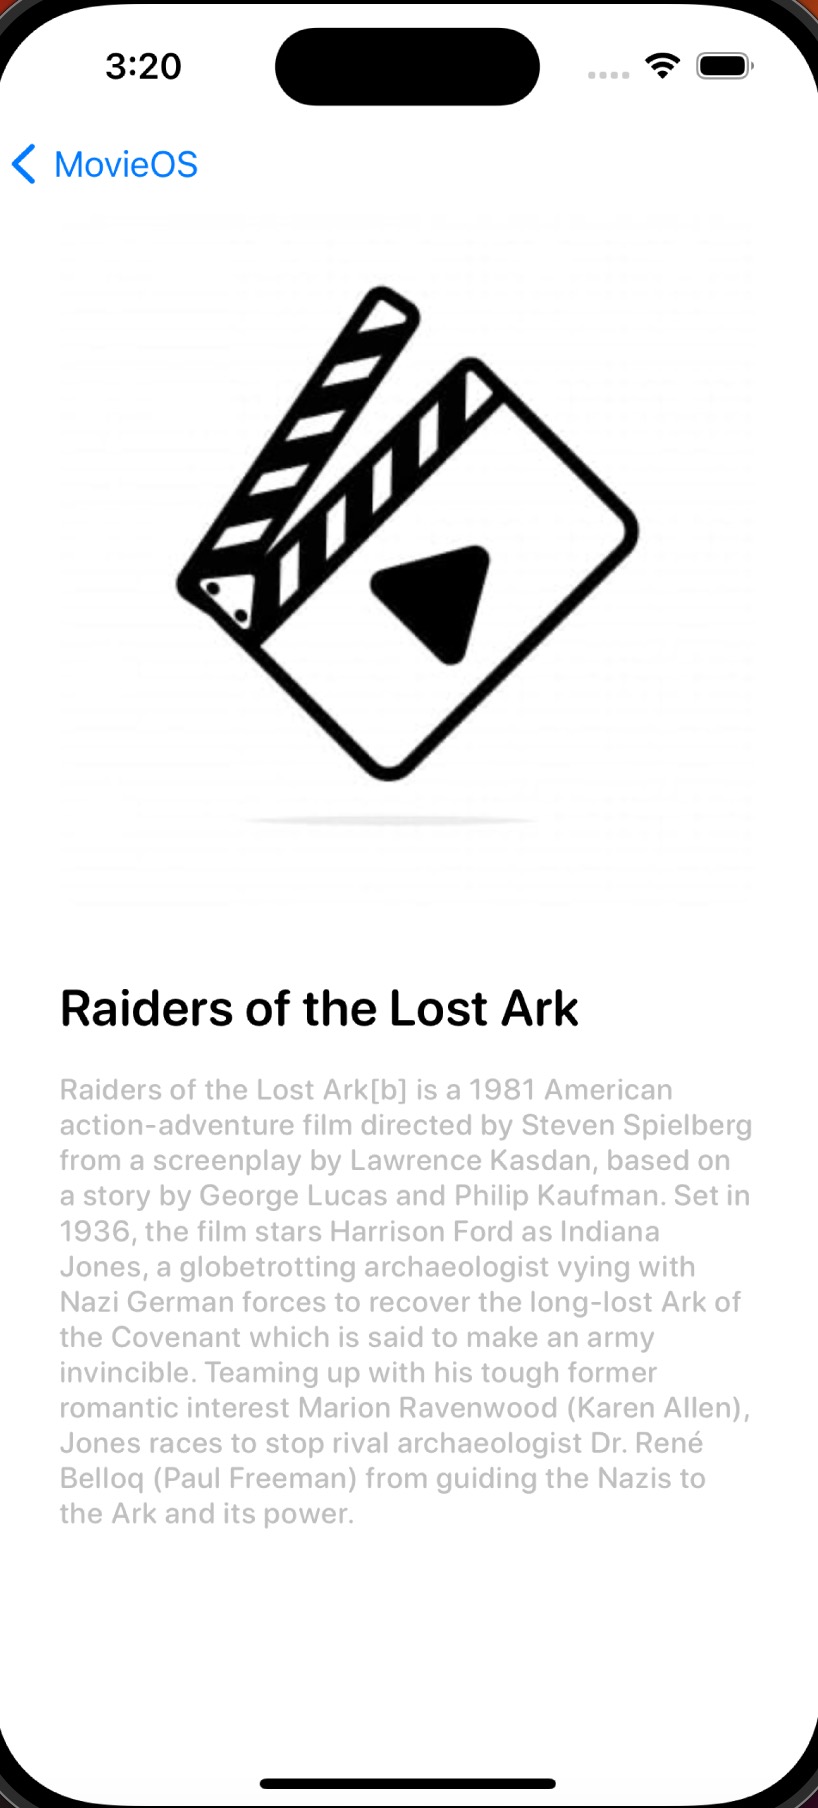 3:20
MovieOS
Raiders of the Lost Ark
Raiders of the Lost Ark[b] is a 1981 American
action-adventure film directed by Steven Spielberg
from a screenplay by Lawrence Kasdan, based on
a story by George Lucas and Philip Kaufman. Set in
1936, the film stars Harrison Ford as Indiana
Jones, a globetrotting archaeologist vying with
Nazi German forces to recover the long-lost Ark of
the Covenant which is said to make an army
invincible. Teaming up with his tough former
romantic interest Marion Ravenwood (Karen Allen),
Jones races to stop rival archaeologist Dr. René
Belloq (Paul Freeman) from guiding the Nazis to
the Ark and its power.